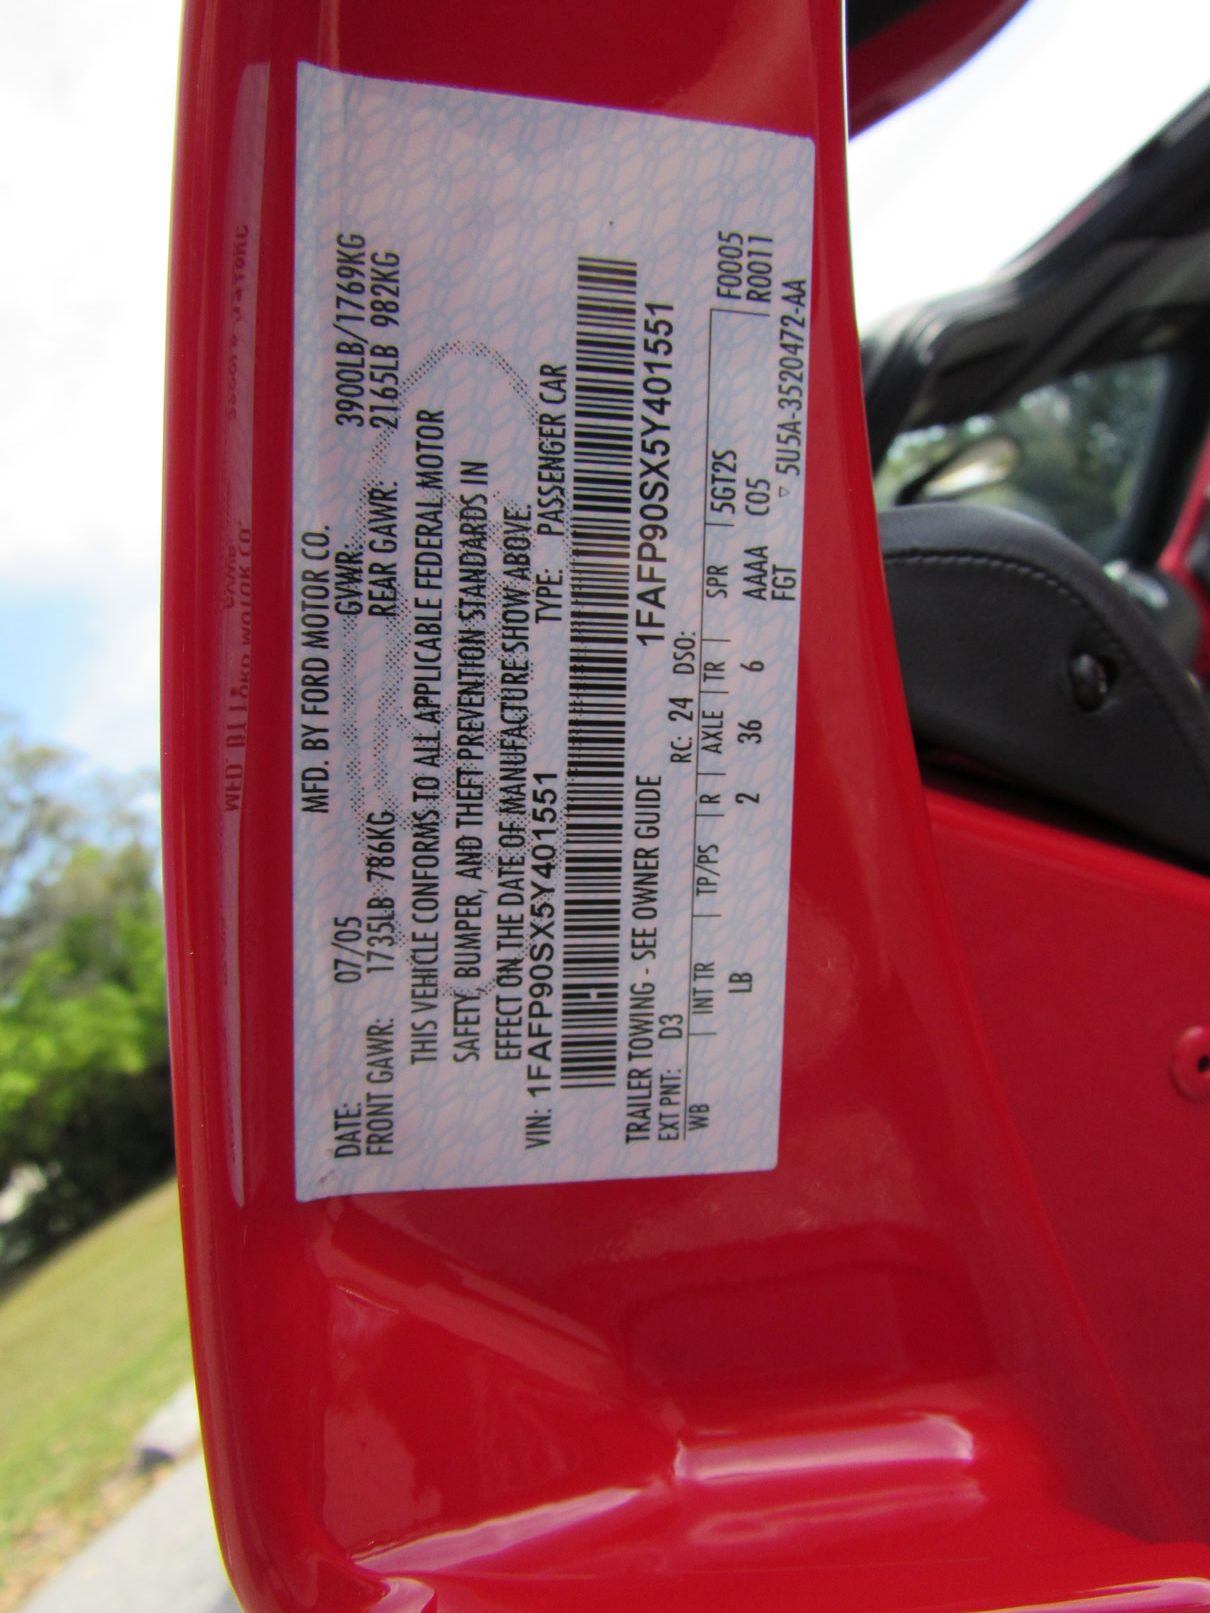 MFD. BY FORD MOTOR CO.
DATE: 07/05 GVWR 3900LB/1769KG
FRONT GAWR: 1735LB 786KG REAR GAWR: 2165LB 982KG
THIS VEHICLE CONFORMS TO ALL APPLICABLE FEDERAL MOTOR
SAFETY, BUMPER, AND THEFT PREVENTION STANDARDS IN
EFFECT ON THE DATE OF MANUFACTURE SHOW ABOVE.
VIN: 1FAFP90SX5Y401551 TYPE: PASSENGER CAR
1FAFP90SX5Y401551
TRAILER TOWING - SEE OWNER GUIDE
EXT PNT: D3 RC: 24 DSO:
WB INT TR TP/PS R AXLE TR SPR 5GT2S F0005
LB 2 36 6 AAAA C05 R0011
FGT ▽ 5U5A-3520472-AA